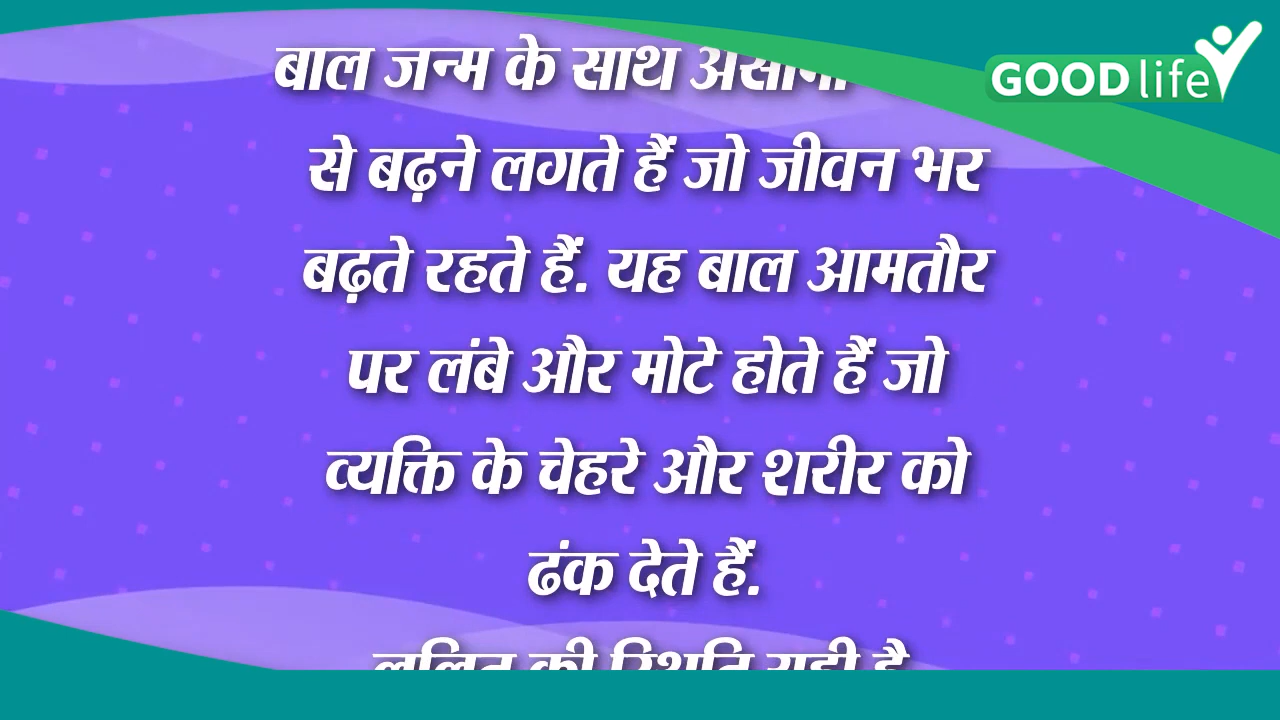 बाल जन्म के साथ
GOOD life
से बढ़ने लगते हैं जो जीवन भर
बढ़ते रहते हैं. यह बाल आमतौर
पर लंबे और मोटे होते हैं जो
व्यक्ति के चेहरे और शरीर को
ढंक देते हैं.